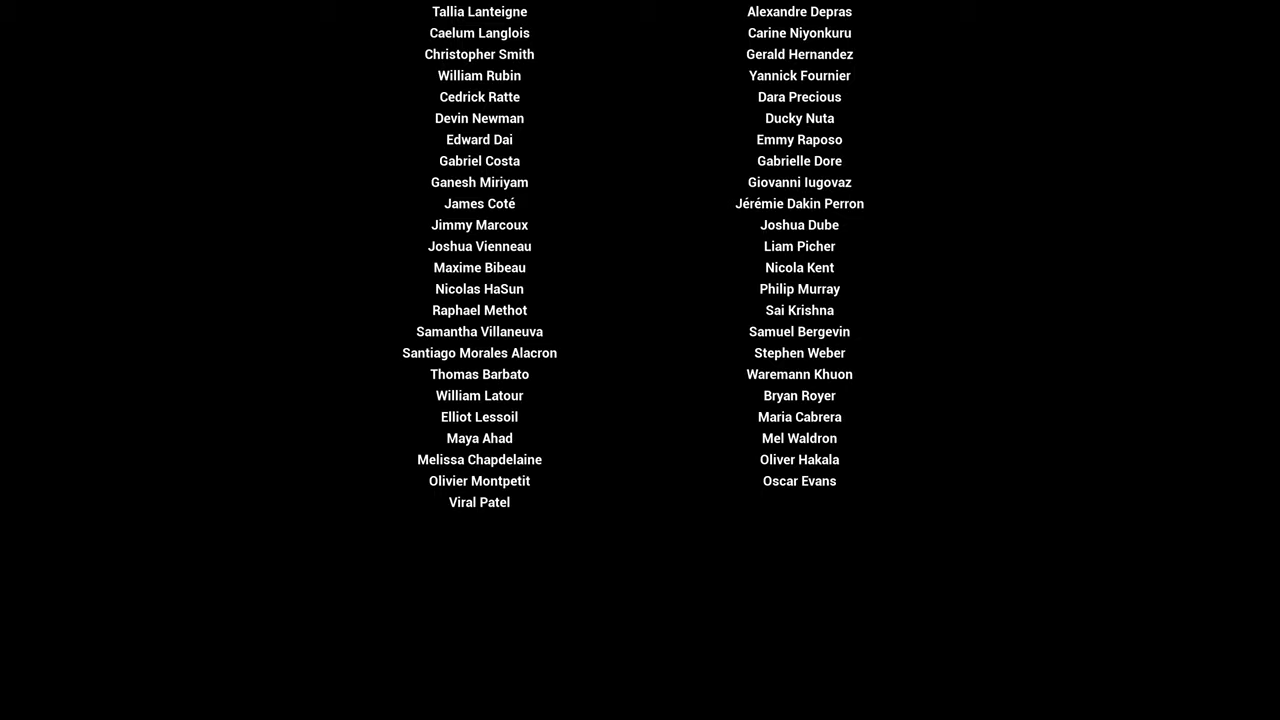 Tallia Lanteigne
Caelum Langlois
Christopher Smith
William Rubin
Cedrick Ratte
Devin Newman
Edward Dai
Gabriel Costa
Ganesh Miriyam
James Coté
Jimmy Marcoux
Joshua Vienneau
Maxime Bibeau
Nicolas HaSun
Raphael Methot
Samantha Villaneuva
Santiago Morales Alacron
Thomas Barbato
William Latour
Elliot Lessoil
Maya Ahad
Melissa Chapdelaine
Olivier Montpetit
Viral Patel
Alexandre Depras
Carine Niyonkuru
Gerald Hernandez
Yannick Fournier
Dara Precious
Ducky Nuta
Emmy Raposo
Gabrielle Dore
Giovanni Iugovaz
Jérémie Dakin Perron
Joshua Dube
Liam Picher
Nicola Kent
Philip Murray
Sai Krishna
Samuel Bergevin
Stephen Weber
Waremann Khuon
Bryan Royer
Maria Cabrera
Mel Waldron
Oliver Hakala
Oscar Evans